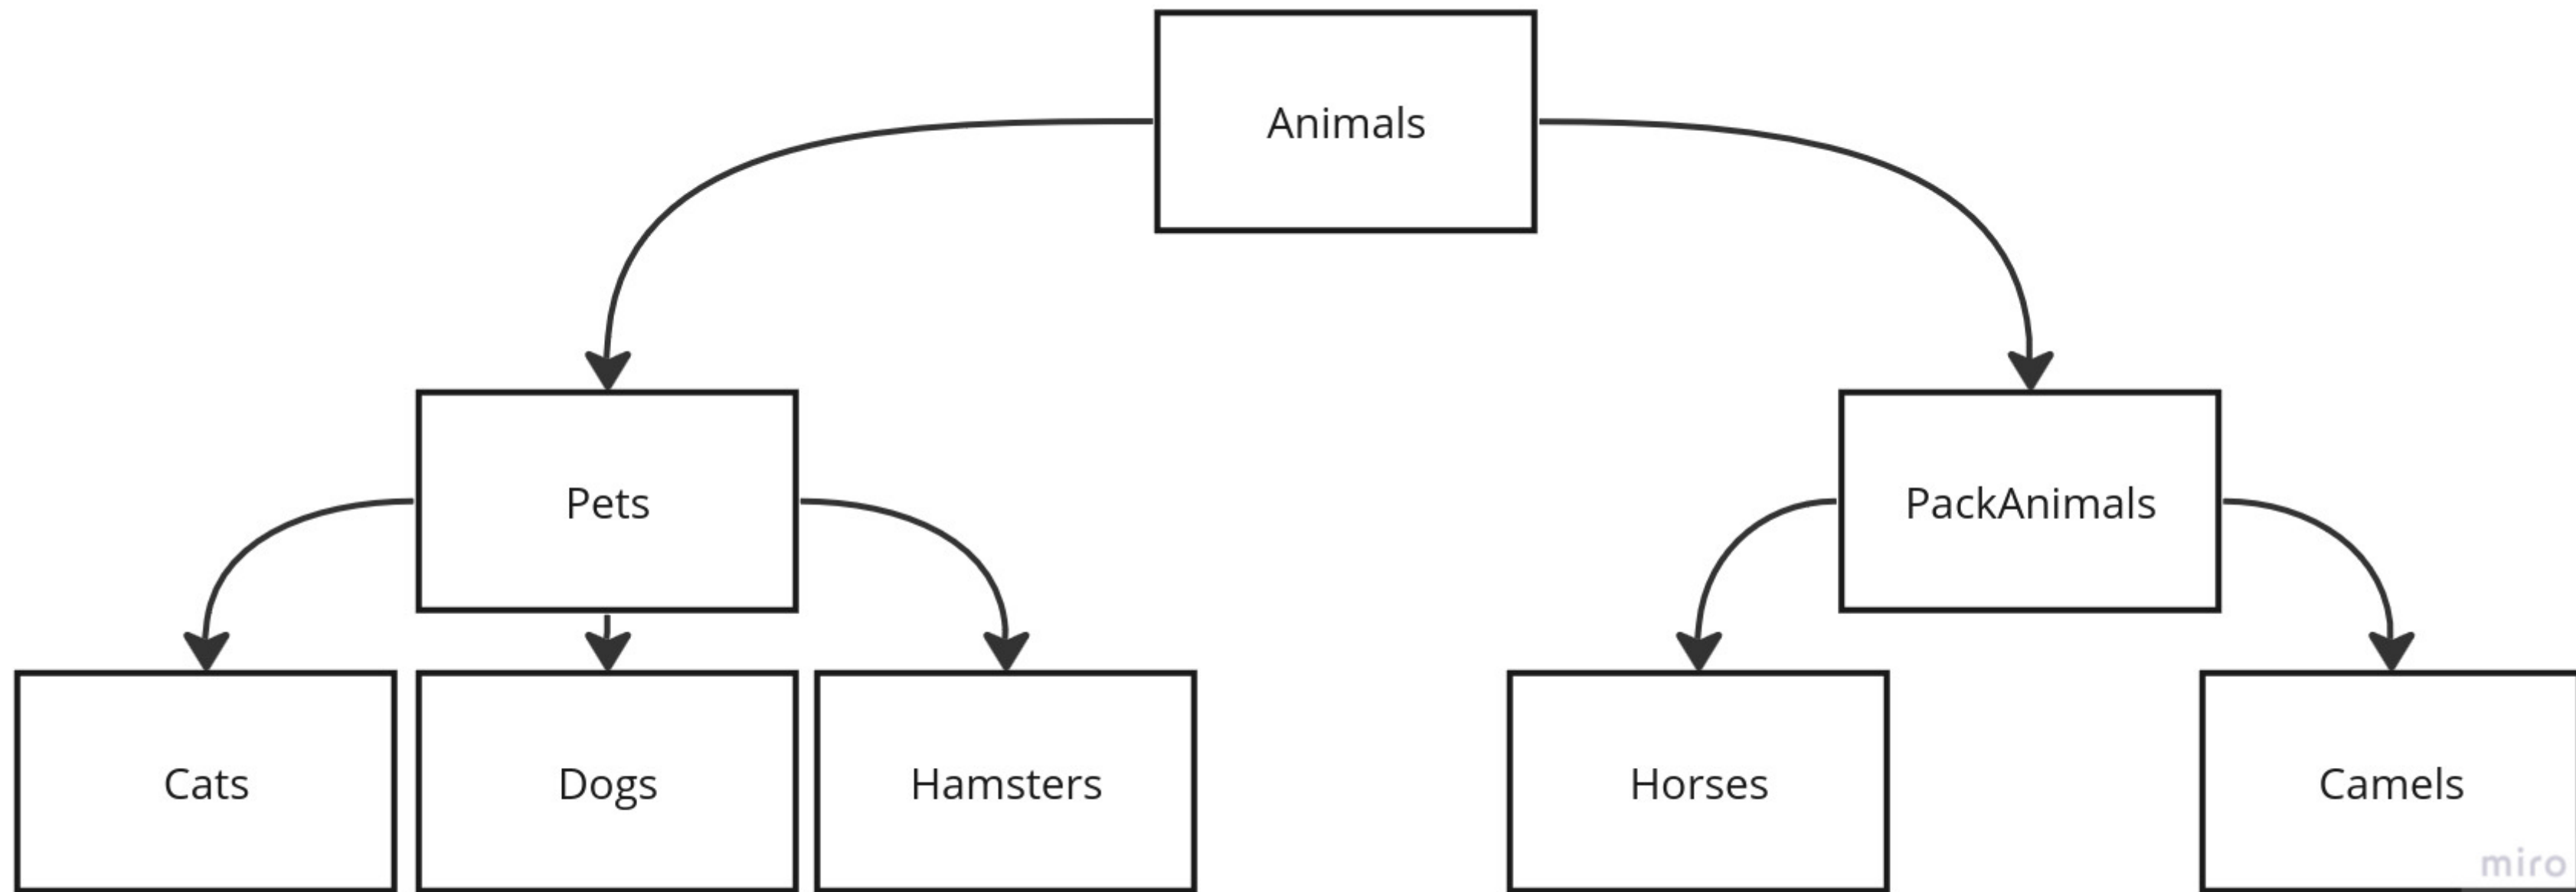 Animals
Pets
PackAnimals
Cats
Dogs
Hamsters
Horses
Camels
miro